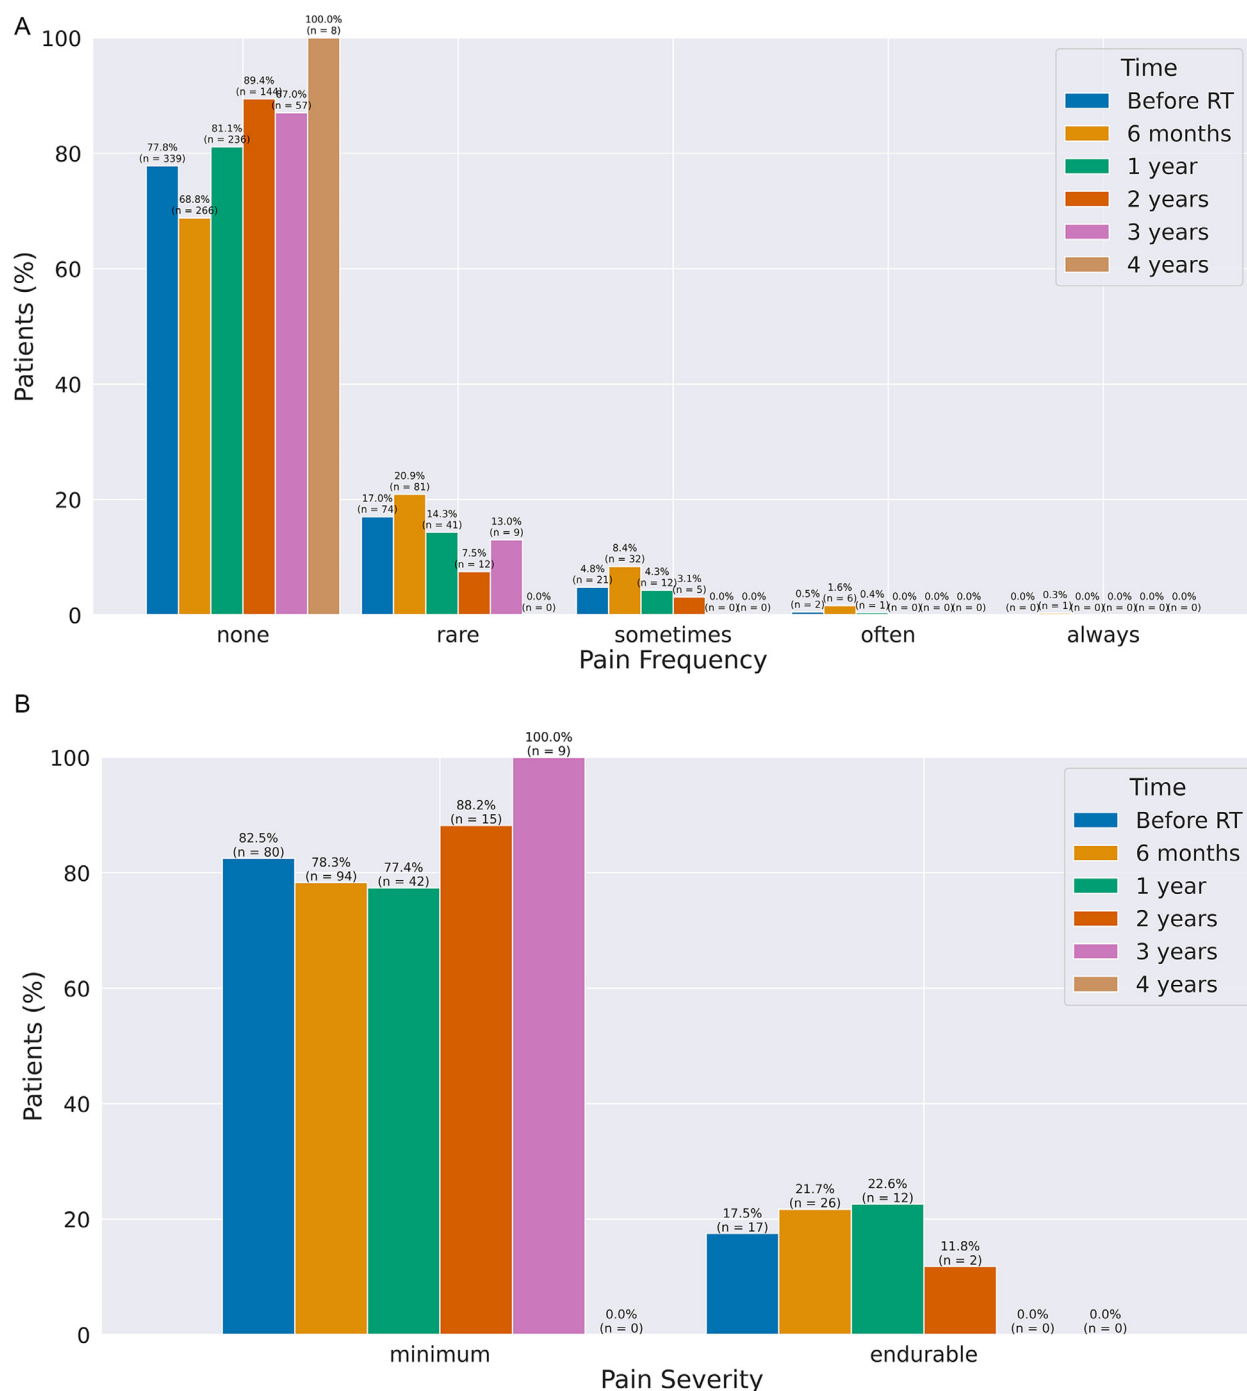 A
100.0%
(n = 8)
100
89.4%
(n = 144)
87.0%
(n = 57)
81.1%
(n = 236)
77.8%
(n = 339)
68.8%
(n = 266)
80
60
40
20
0
Patients (%)
Time
Before RT
6 months
1 year
2 years
3 years
4 years
17.0%
(n = 74)
20.9%
(n = 81)
14.3%
(n = 41)
7.5%
(n = 12)
13.0%
(n = 9)
0.0%
(n = 0)
4.8%
(n = 21)
8.4%
(n = 32)
4.3%
(n = 12)
3.1%
(n = 5)
0.0%
(n = 0)
0.0%
(n = 0)
0.5%
(n = 2)
1.6%
(n = 6)
0.4%
(n = 1)
0.0%
(n = 0)
0.0%
(n = 0)
0.0%
(n = 0)
0.0%
(n = 0)
0.3%
(n = 1)
0.0%
(n = 0)
0.0%
(n = 0)
0.0%
(n = 0)
0.0%
(n = 0)
none
rare
sometimes
often
always
Pain Frequency
B
100
80
60
40
20
0
Patients (%)
82.5%
(n = 80)
78.3%
(n = 94)
77.4%
(n = 42)
88.2%
(n = 15)
100.0%
(n = 9)
0.0%
(n = 0)
17.5%
(n = 17)
21.7%
(n = 26)
22.6%
(n = 12)
11.8%
(n = 2)
0.0%
(n = 0)
0.0%
(n = 0)
Time
Before RT
6 months
1 year
2 years
3 years
4 years
minimum
endurable
Pain Severity